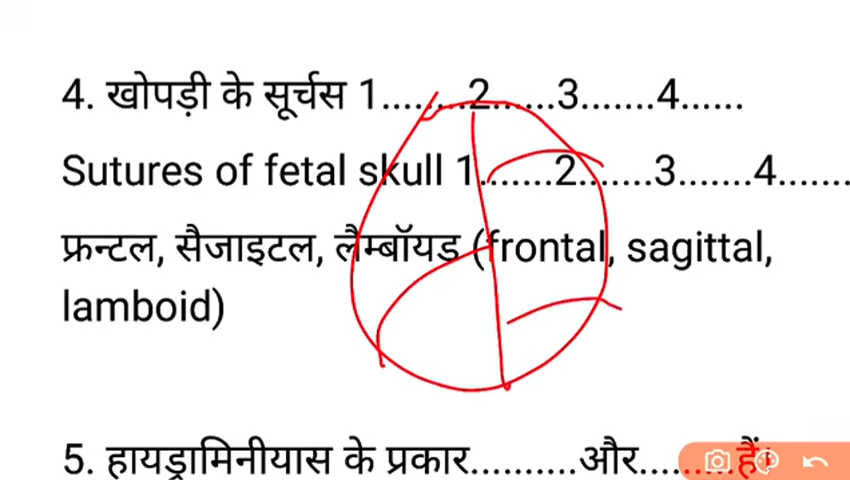 4. खोपड़ी के सूर्चस 1........2......3.......4......
Sutures of fetal skull 1........2.......3.......4.......
फ्रन्टल, सैजाइटल, लैम्बॉयड (frontal, sagittal,
lamboid)
5. हायड्रामिनीयास के प्रकार..........और.........हैं।